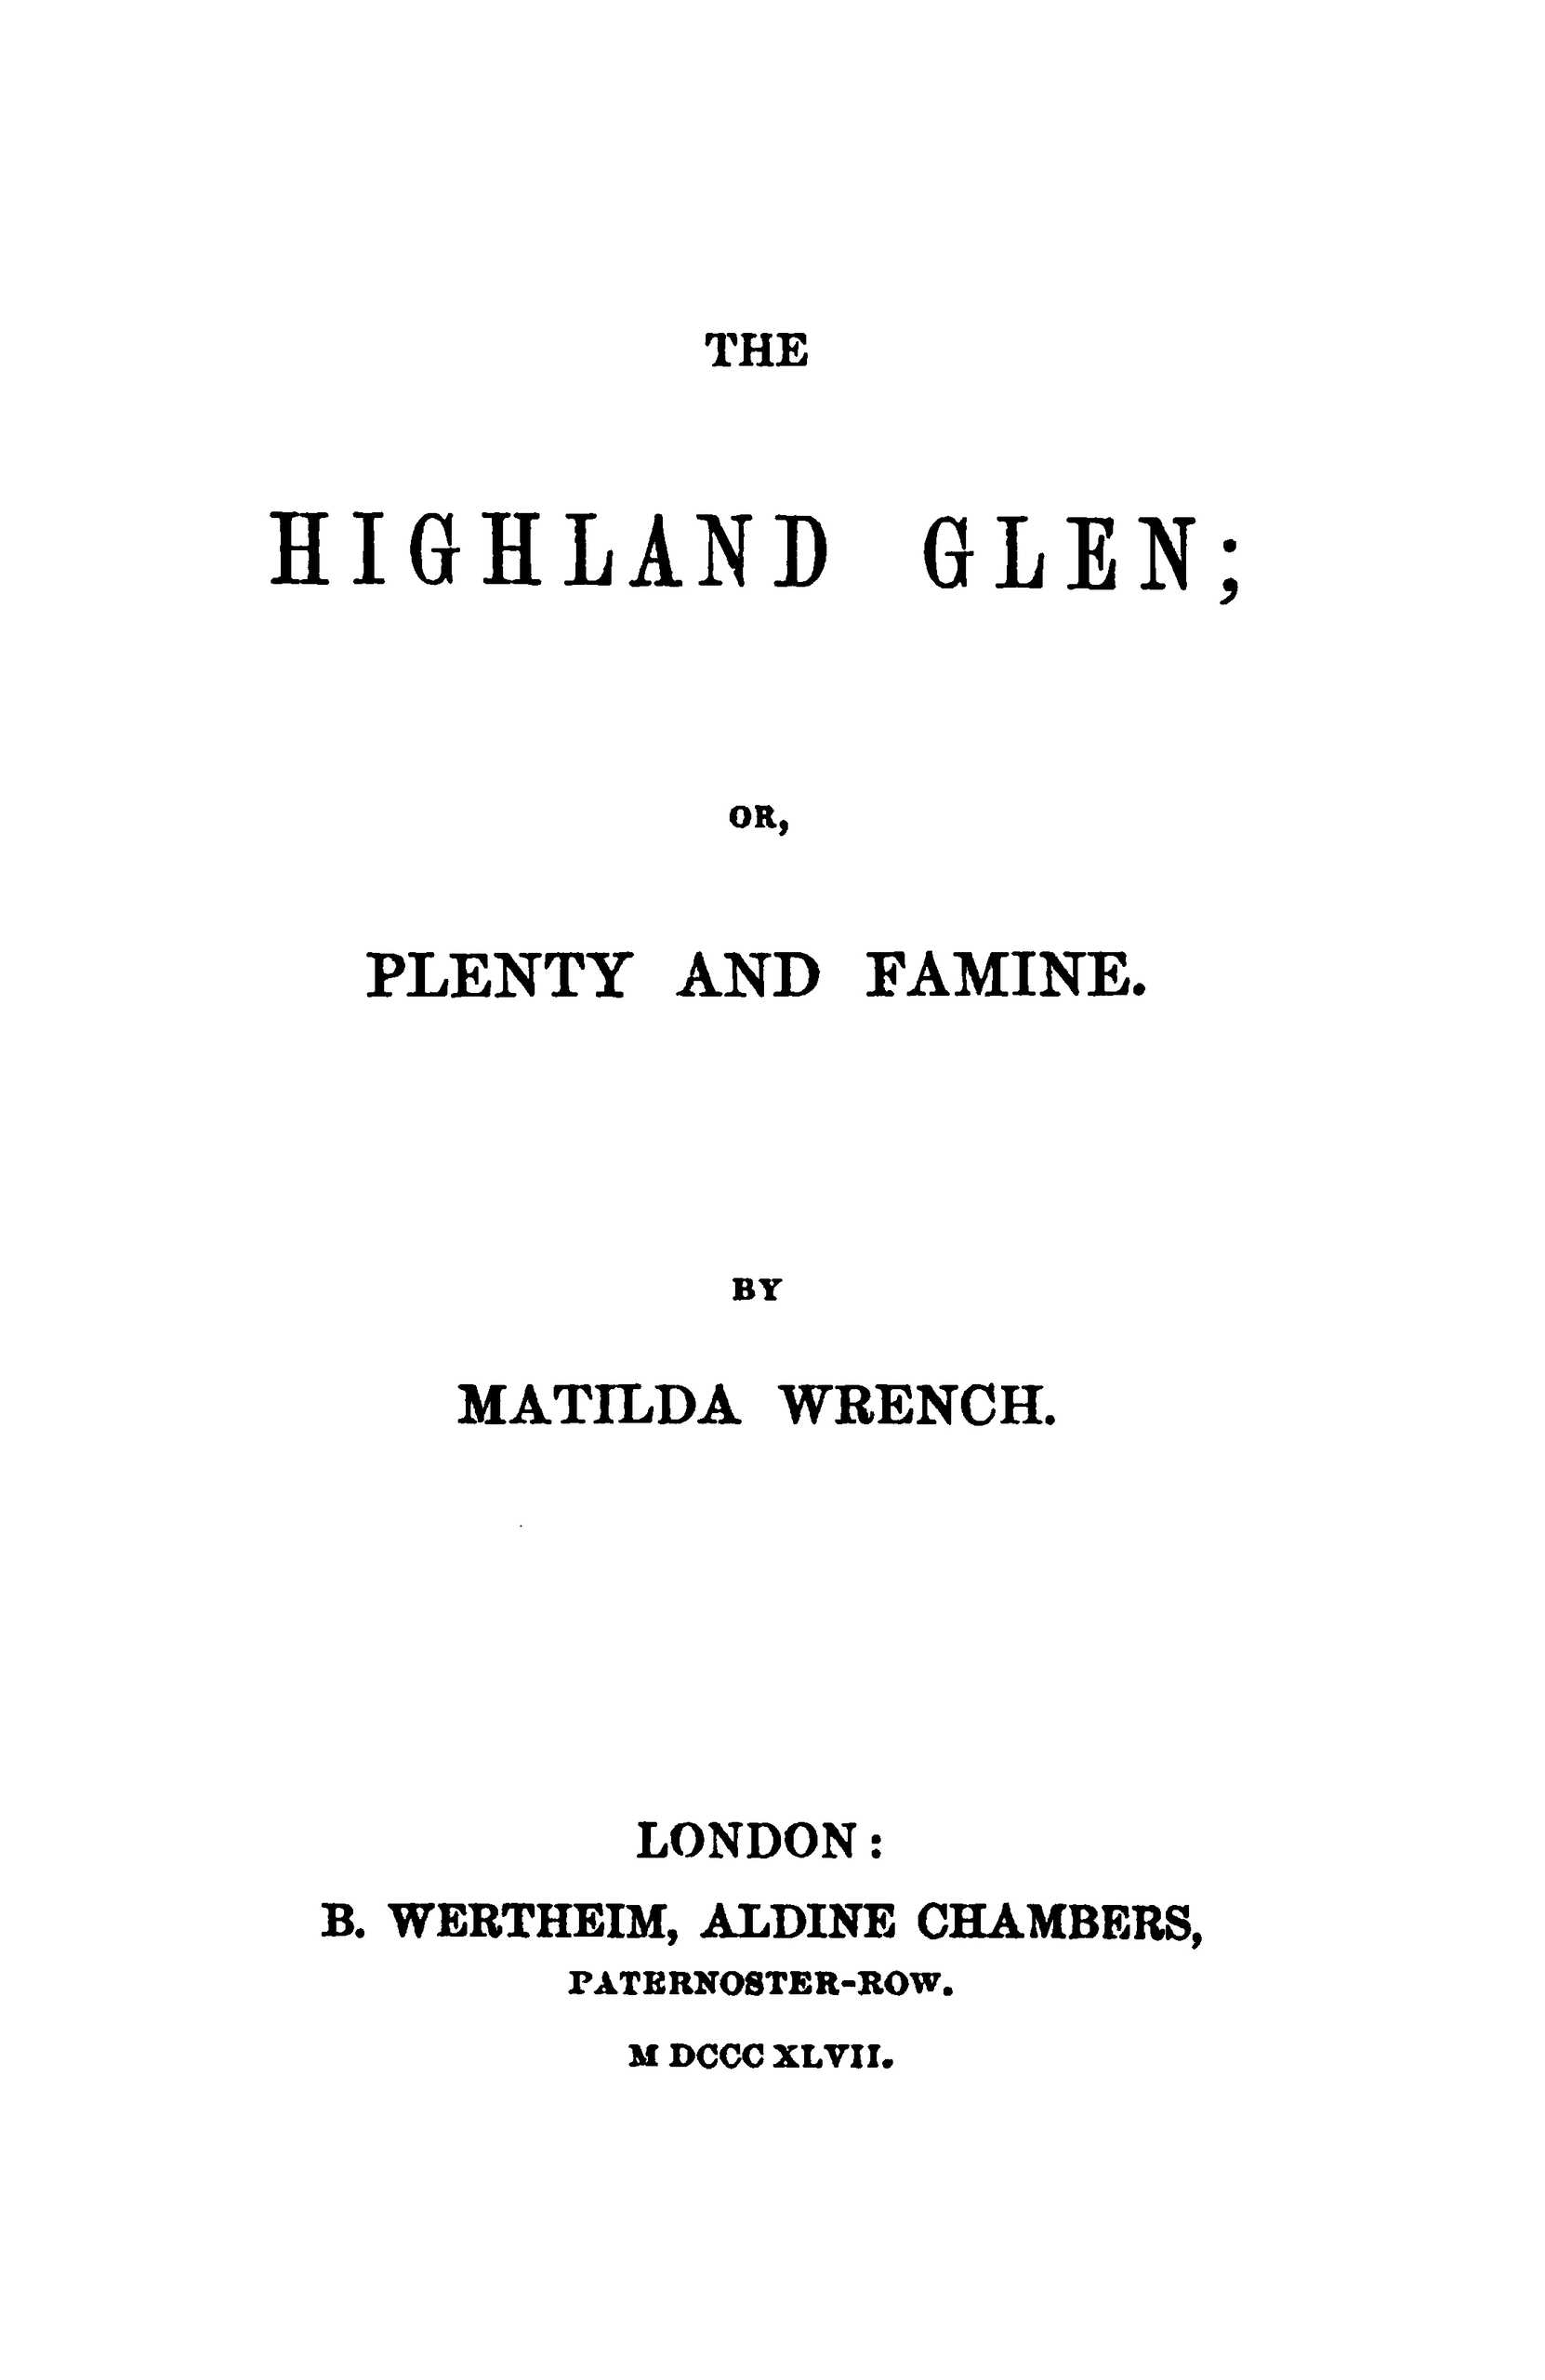 THE
HIGHLAND GLEN;
OR,
PLENTY AND FAMINE.
BY
MATILDA WRENCH.
LONDON:
B. WERTHEIM, ALDINE CHAMBERS,
PATERNOSTER-ROW.
M DCCC XLVII.